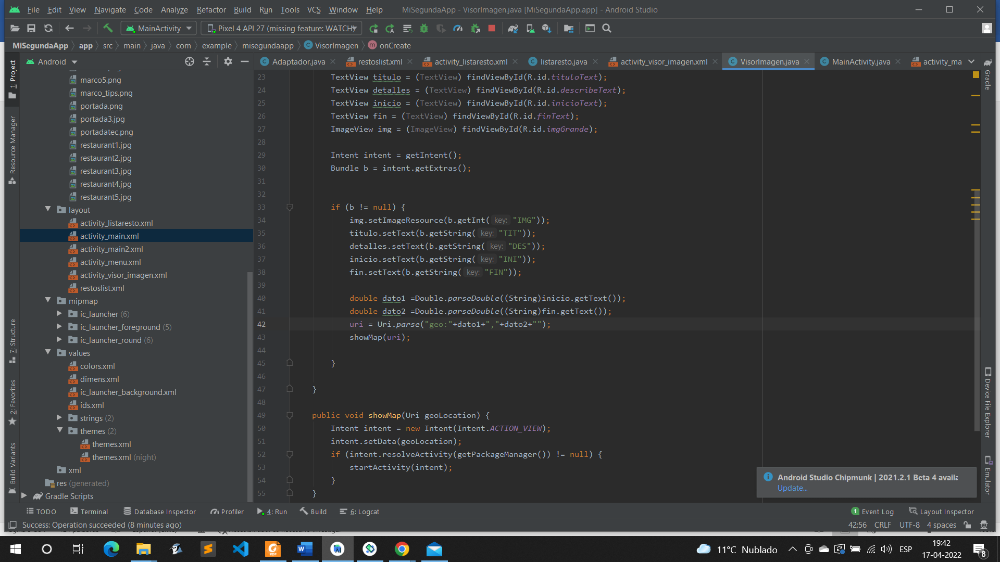 File Edit View Navigate Code Analyze Refactor Build Run Tools VCS Window Help MiSegundaApp - VisorImagen.java [MiSegundaApp.app] - Android Studio
MainActivity Pixel 4 API 27 (missing feature: WATCH)
MiSegundaApp app src main java com example misegundaapp VisorImagen onCreate
Android
Adaptador.java restoslist.xml activity_listaresto.xml listaresto.java activity_visor_imagen.xml VisorImagen.java MainActivity.java activity_ma
1: Project
Resource Manager
7: Structure
2: Favorites
Build Variants
marco5.png
marco_tips.png
portada.png
portada3.jpg
portadatec.png
restaurant1.jpg
restaurant2.jpg
restaurant3.jpg
restaurant4.jpg
restaurant5.jpg
layout
activity_listaresto.xml
activity_main.xml
activity_main2.xml
activity_menu.xml
activity_visor_imagen.xml
restoslist.xml
mipmap
ic_launcher (6)
ic_launcher_foreground (5)
ic_launcher_round (6)
values
colors.xml
dimens.xml
ic_launcher_background.xml
ids.xml
strings (2)
themes (2)
themes.xml
themes.xml (night)
xml
res (generated)
Gradle Scripts
23 TextView titulo = (TextView) findViewById(R.id.tituloText);
24 TextView detalles = (TextView) findViewById(R.id.describeText);
25 TextView inicio = (TextView) findViewById(R.id.inicioText);
26 TextView fin = (TextView) findViewById(R.id.finText);
27 ImageView img = (ImageView) findViewById(R.id.imgGrande);
28
29 Intent intent = getIntent();
30 Bundle b = intent.getExtras();
31
32
33 if (b != null) {
34 img.setImageResource(b.getInt( key: "IMG"));
35 titulo.setText(b.getString( key: "TIT"));
36 detalles.setText(b.getString( key: "DES"));
37 inicio.setText(b.getString( key: "INI"));
38 fin.setText(b.getString( key: "FIN"));
39
40 double dato1 =Double.parseDouble((String)inicio.getText());
41 double dato2 =Double.parseDouble((String)fin.getText());
42 uri = Uri.parse("geo:"+dato1+","+dato2+"");
43 showMap(uri);
44
45 }
46
47 }
48
49 public void showMap(Uri geoLocation) {
50 Intent intent = new Intent(Intent.ACTION_VIEW);
51 intent.setData(geoLocation);
52 if (intent.resolveActivity(getPackageManager()) != null) {
53 startActivity(intent);
54 }
55 }
Gradle
Device File Explorer
Emulator
Android Studio Chipmunk | 2021.2.1 Beta 4 availa
Update...
TODO Terminal Database Inspector Profiler 4: Run Build 6: Logcat 1 Event Log Layout Inspector
Success: Operation succeeded (8 minutes ago) 42:56 CRLF UTF-8 4 spaces
11°C Nublado ESP 19:42
17-04-2022 8